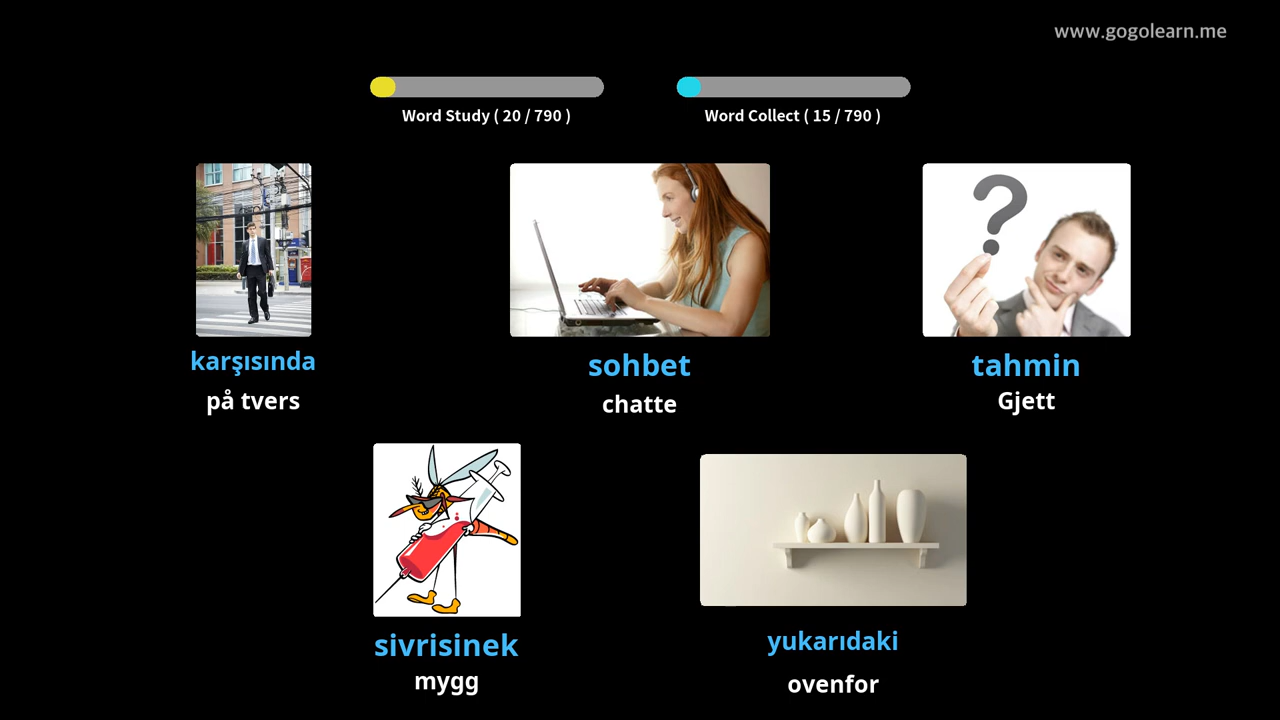 www.gogolearn.me
Word Study ( 20 / 790 )
Word Collect ( 15 / 790 )
karşısında
på tvers
sohbet
chatte
tahmin
Gjett
sivrisinek
mygg
yukarıdaki
ovenfor